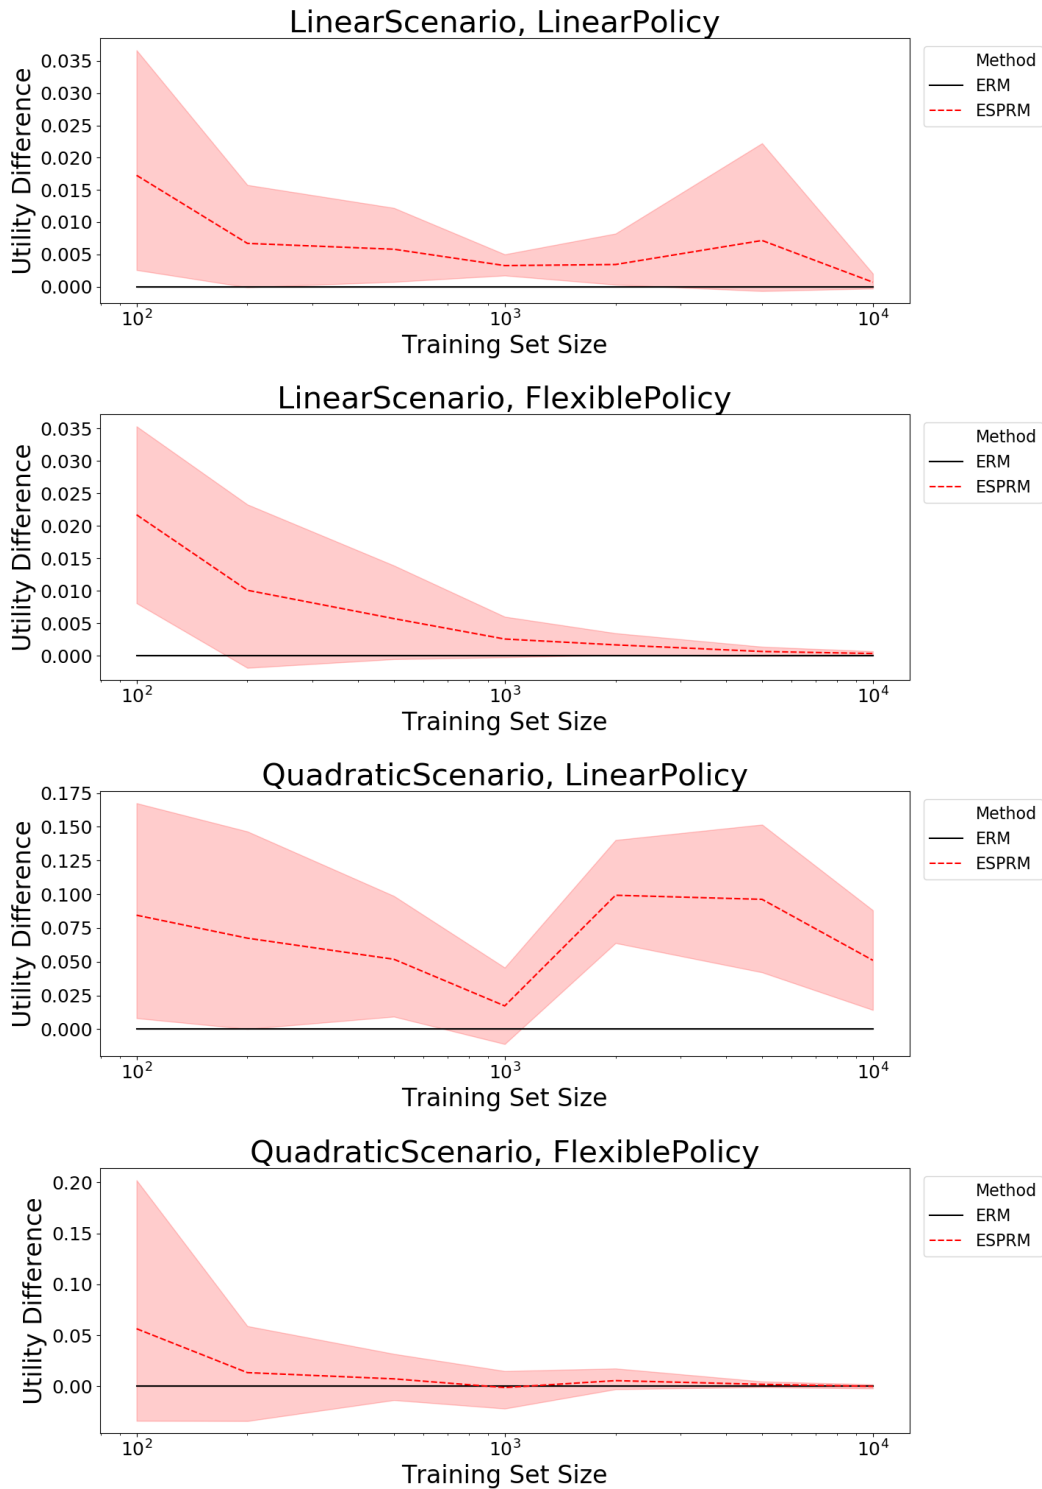 LinearScenario, LinearPolicy
Utility Difference
0.035
0.030
0.025
0.020
0.015
0.010
0.005
0.000
10²
10³
10⁴
Training Set Size
Method
ERM
ESPRM
LinearScenario, FlexiblePolicy
Utility Difference
0.035
0.030
0.025
0.020
0.015
0.010
0.005
0.000
10²
10³
10⁴
Training Set Size
Method
ERM
ESPRM
QuadraticScenario, LinearPolicy
Utility Difference
0.175
0.150
0.125
0.100
0.075
0.050
0.025
0.000
10²
10³
10⁴
Training Set Size
Method
ERM
ESPRM
QuadraticScenario, FlexiblePolicy
Utility Difference
0.20
0.15
0.10
0.05
0.00
10²
10³
10⁴
Training Set Size
Method
ERM
ESPRM